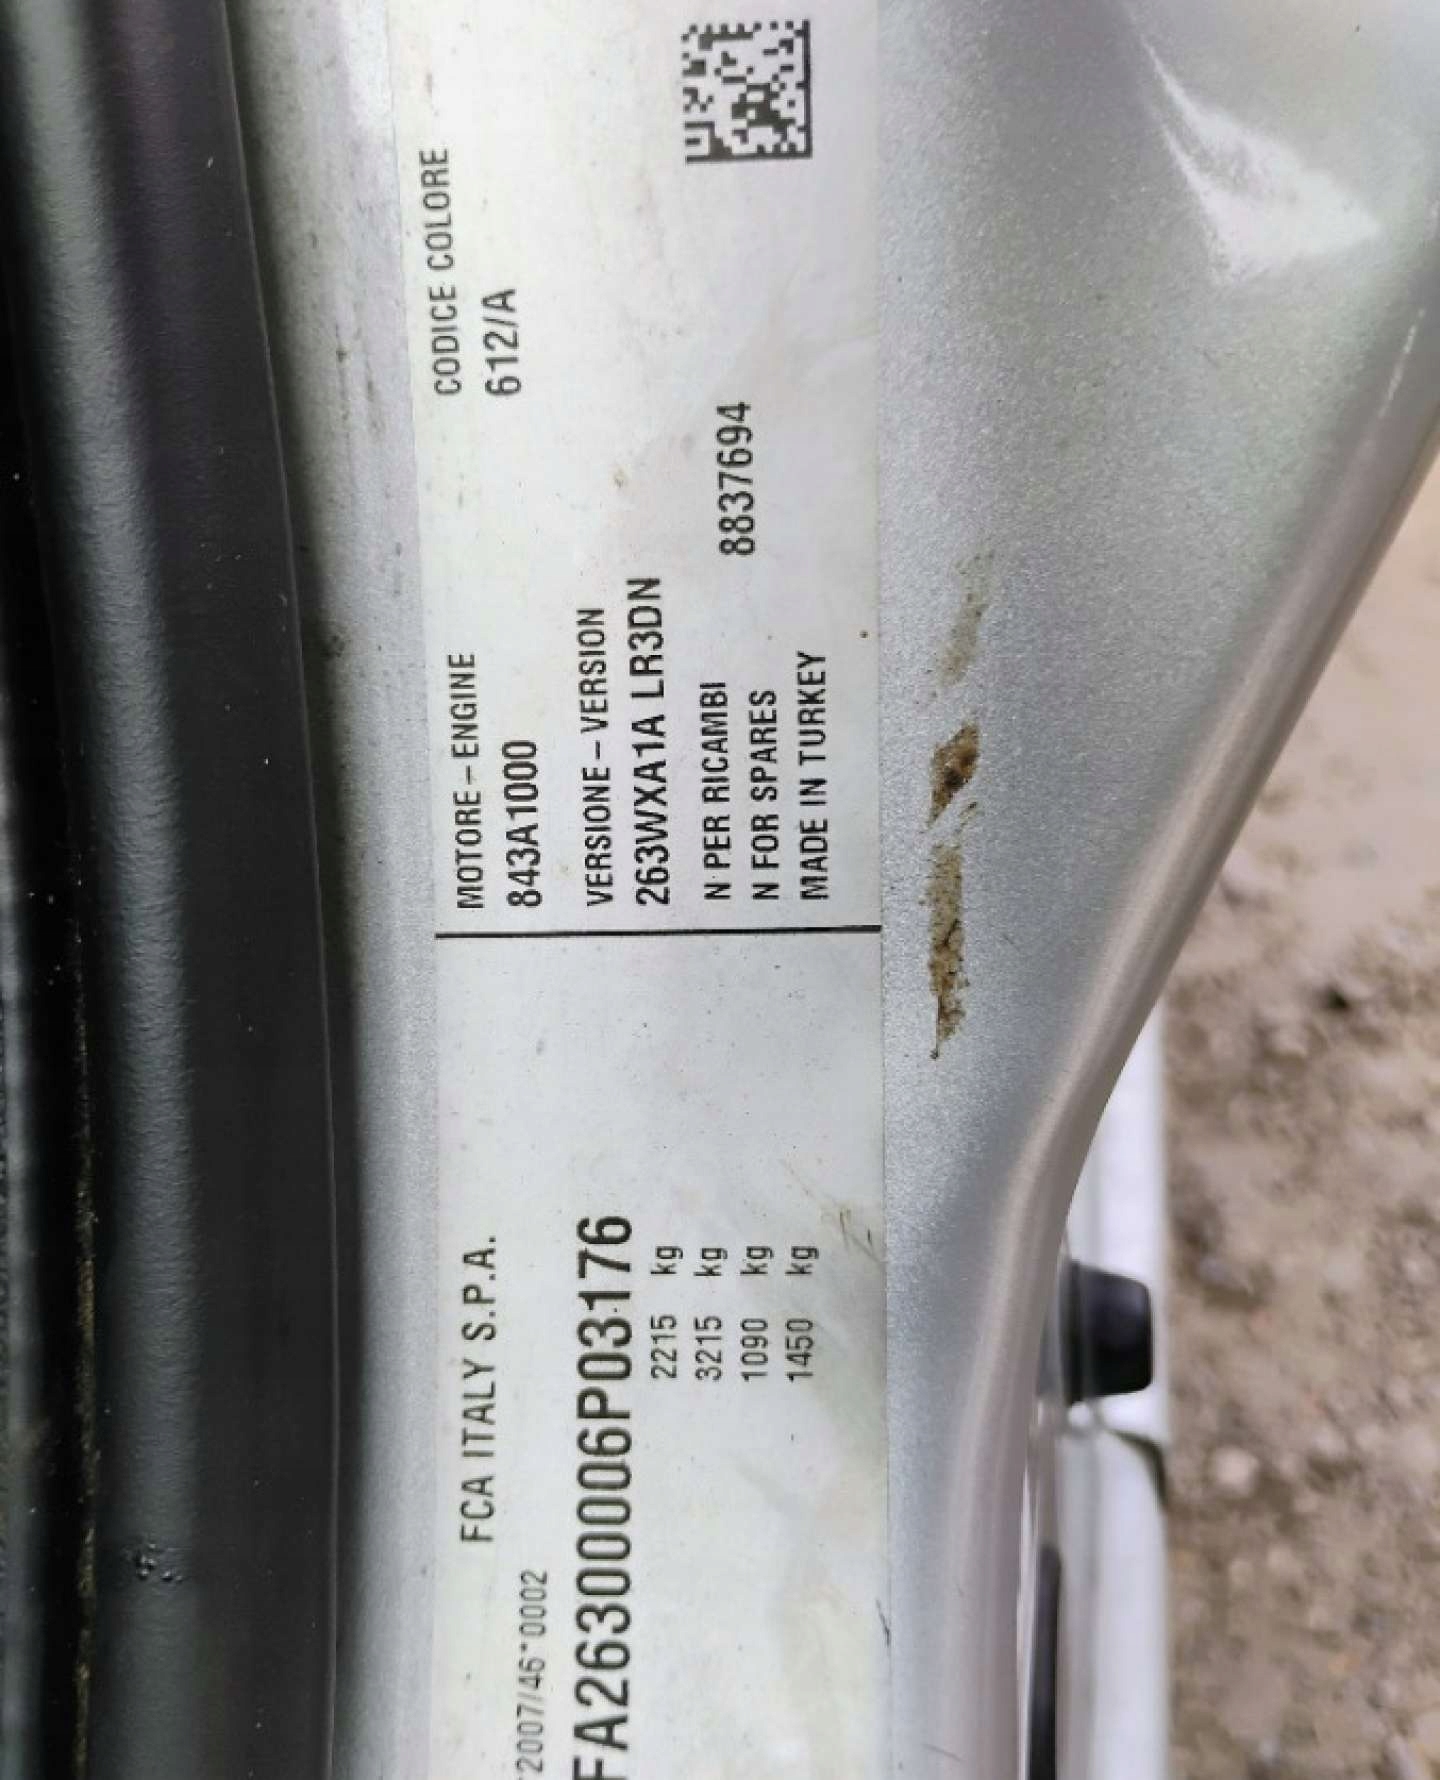 FCA ITALY S.P.A.
2007/46*0002
FA26300006P03176
2215 kg
3215 kg
1090 kg
1450 kg
MOTORE-ENGINE
843A1000
CODICE COLORE
612/A
VERSIONE-VERSION
263WXA1A LR3DN
N· PER RICAMBI
N FOR SPARES
8837694
MADE IN TURKEY